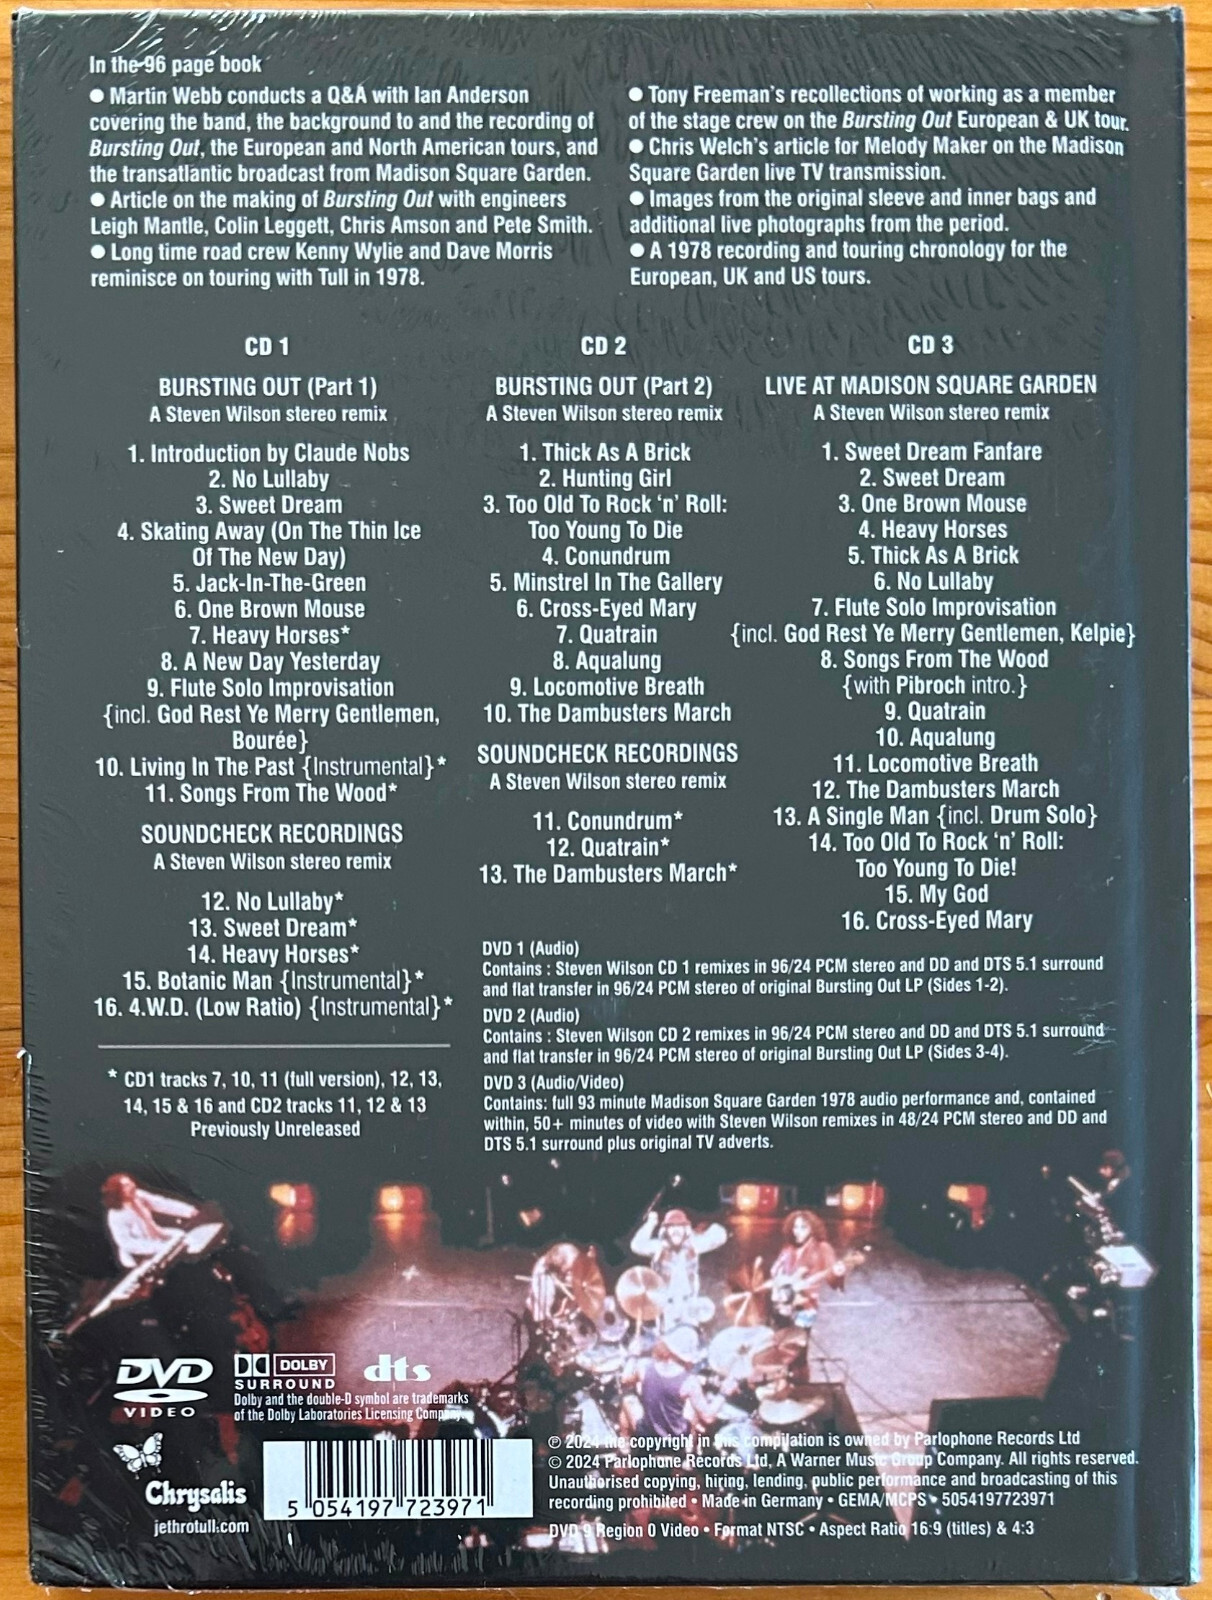 In the 96 page book
● Martin Webb conducts a Q&A with Ian Anderson
covering the band, the background to and the recording of
Bursting Out, the European and North American tours, and
the transatlantic broadcast from Madison Square Garden.
● Article on the making of Bursting Out with engineers
Leigh Mantle, Colin Leggett, Chris Amson and Pete Smith.
● Long time road crew Kenny Wylie and Dave Morris
reminisce on touring with Tull in 1978.
● Tony Freeman's recollections of working as a member
of the stage crew on the Bursting Out European & UK tour.
● Chris Welch's article for Melody Maker on the Madison
Square Garden live TV transmission.
● Images from the original sleeve and inner bags and
additional live photographs from the period.
● A 1978 recording and touring chronology for the
European, UK and US tours.
CD 1
BURSTING OUT (Part 1)
A Steven Wilson stereo remix
1. Introduction by Claude Nobs
2. No Lullaby
3. Sweet Dream
4. Skating Away (On The Thin Ice
Of The New Day)
5. Jack-In-The-Green
6. One Brown Mouse
7. Heavy Horses*
8. A New Day Yesterday
9. Flute Solo Improvisation
{incl. God Rest Ye Merry Gentlemen,
Bourée}
10. Living In The Past {Instrumental}*
11. Songs From The Wood*
SOUNDCHECK RECORDINGS
A Steven Wilson stereo remix
12. No Lullaby*
13. Sweet Dream*
14. Heavy Horses*
15. Botanic Man {Instrumental}*
16. 4.W.D. (Low Ratio) {Instrumental}*
* CD1 tracks 7, 10, 11 (full version), 12, 13,
14, 15 & 16 and CD2 tracks 11, 12 & 13
Previously Unreleased
CD 2
BURSTING OUT (Part 2)
A Steven Wilson stereo remix
1. Thick As A Brick
2. Hunting Girl
3. Too Old To Rock 'n' Roll:
Too Young To Die
4. Conundrum
5. Minstrel In The Gallery
6. Cross-Eyed Mary
7. Quatrain
8. Aqualung
9. Locomotive Breath
10. The Dambusters March
SOUNDCHECK RECORDINGS
A Steven Wilson stereo remix
11. Conundrum*
12. Quatrain*
13. The Dambusters March*
CD 3
LIVE AT MADISON SQUARE GARDEN
A Steven Wilson stereo remix
1. Sweet Dream Fanfare
2. Sweet Dream
3. One Brown Mouse
4. Heavy Horses
5. Thick As A Brick
6. No Lullaby
7. Flute Solo Improvisation
{incl. God Rest Ye Merry Gentlemen, Kelpie}
8. Songs From The Wood
{with Pibroch intro.}
9. Quatrain
10. Aqualung
11. Locomotive Breath
12. The Dambusters March
13. A Single Man {incl. Drum Solo}
14. Too Old To Rock 'n' Roll:
Too Young To Die!
15. My God
16. Cross-Eyed Mary
DVD 1 (Audio)
Contains : Steven Wilson CD 1 remixes in 96/24 PCM stereo and DD and DTS 5.1 surround
and flat transfer in 96/24 PCM stereo of original Bursting Out LP (Sides 1-2).
DVD 2 (Audio)
Contains : Steven Wilson CD 2 remixes in 96/24 PCM stereo and DD and DTS 5.1 surround
and flat transfer in 96/24 PCM stereo of original Bursting Out LP (Sides 3-4).
DVD 3 (Audio/Video)
Contains: full 93 minute Madison Square Garden 1978 audio performance and, contained
within, 50+ minutes of video with Steven Wilson remixes in 48/24 PCM stereo and DD and
DTS 5.1 surround plus original TV adverts.
DVD
VIDEO
DOLBY
SURROUND
dts
Dolby and the double-D symbol are trademarks
of the Dolby Laboratories Licensing Company.
Chrysalis
jethrotull.com
5 054197 723971
℗ 2024 the copyright in this compilation is owned by Parlophone Records Ltd
© 2024 Parlophone Records Ltd, A Warner Music Group Company. All rights reserved.
Unauthorised copying, hiring, lending, public performance and broadcasting of this
recording prohibited • Made in Germany • GEMA/MCPS • 5054197723971
DVD 9 Region 0 Video • Format NTSC • Aspect Ratio 16:9 (titles) & 4:3